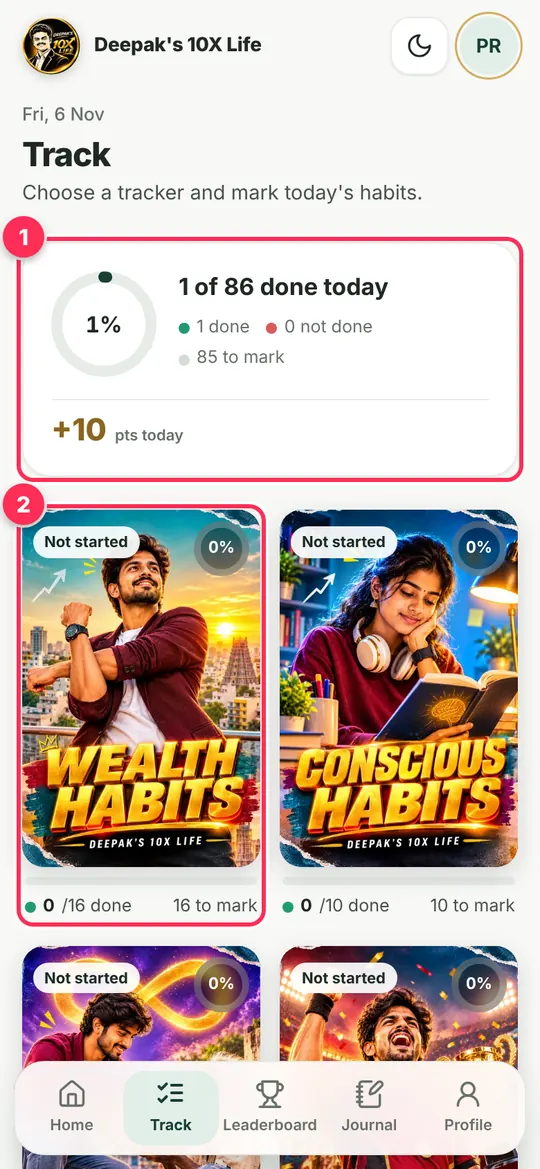 Deepak's 10X Life
PR
Fri, 6 Nov
Track
Choose a tracker and mark today's habits.
1
1%
1 of 86 done today
1 done
0 not done
85 to mark
+10 pts today
2
Not started
0%
WEALTH
HABITS
DEEPAK'S 10X LIFE
0 /16 done
16 to mark
Not started
0%
CONSCIOUS
HABITS
DEEPAK'S 10X LIFE
0 /10 done
10 to mark
Not started
0%
Not started
0%
Home
Track
Leaderboard
Journal
Profile